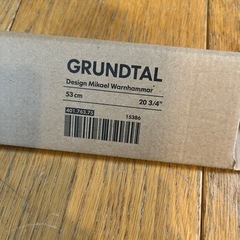 GRUNDTAL
Design Mikael Warnhammar
53 cm 20 3/4"
401.763.75
15386